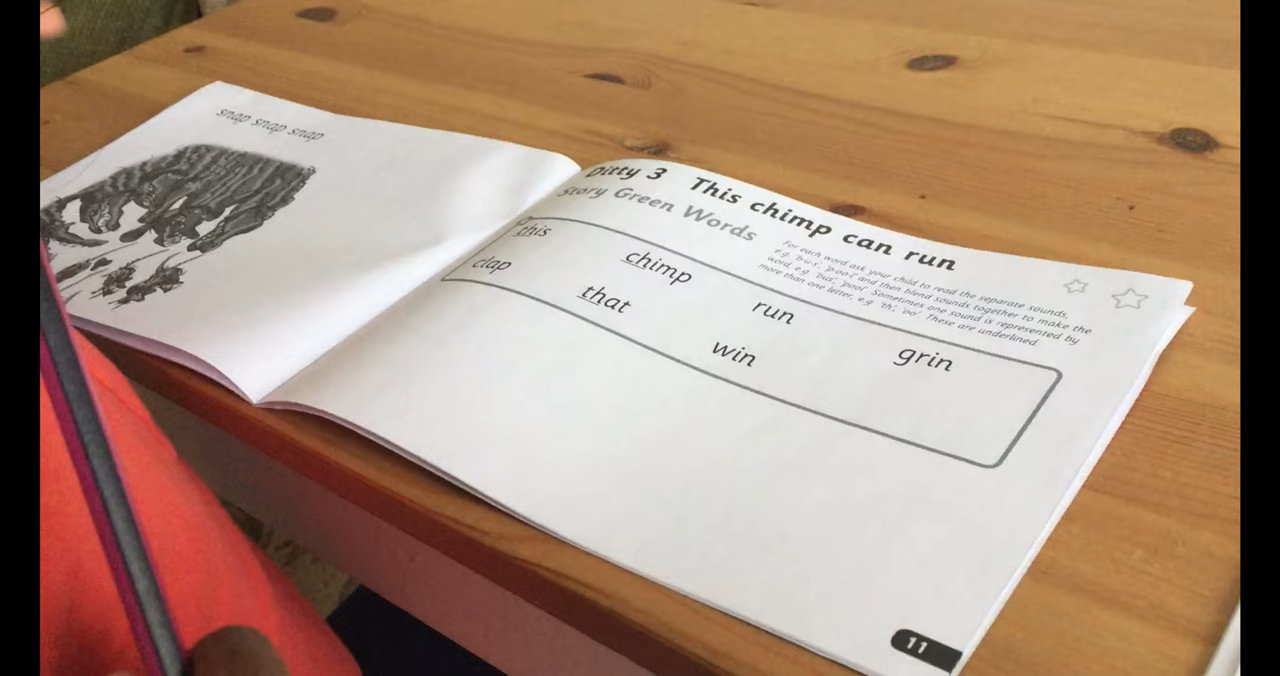 snap snap snap
Ditty 3 This chimp can run
Story Green Words
For each word ask your child to read the separate sounds,
e.g. 'b-u-s', 'p-oo-l' and then blend sounds together to make the
word, e.g. 'bus', 'pool'. Sometimes one sound is represented by
more than one letter, e.g. 'th', 'oo'. These are underlined.
this chimp run grin
clap that win
11